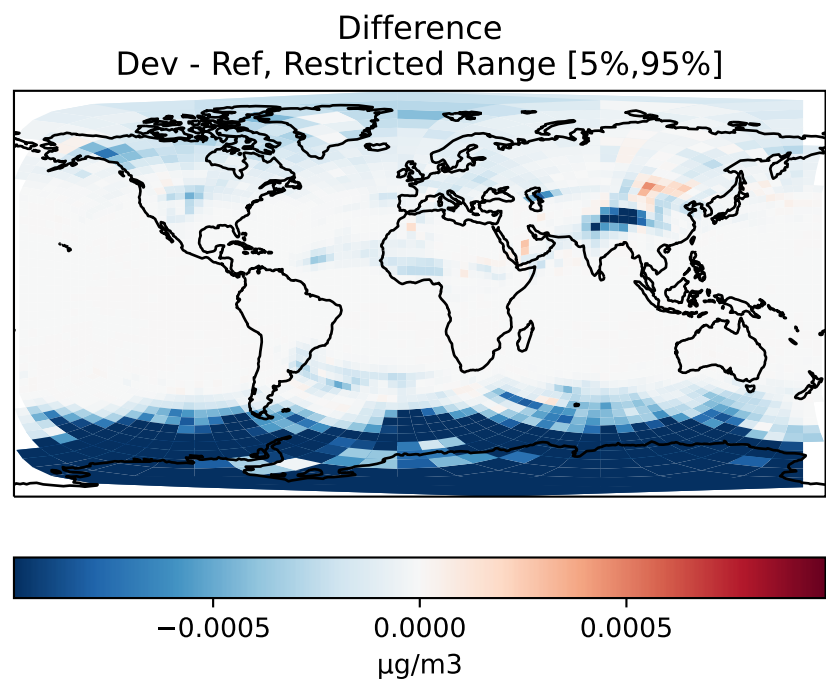 Difference
Dev - Ref, Restricted Range [5%,95%]
−0.0005 0.0000 0.0005
µg/m3